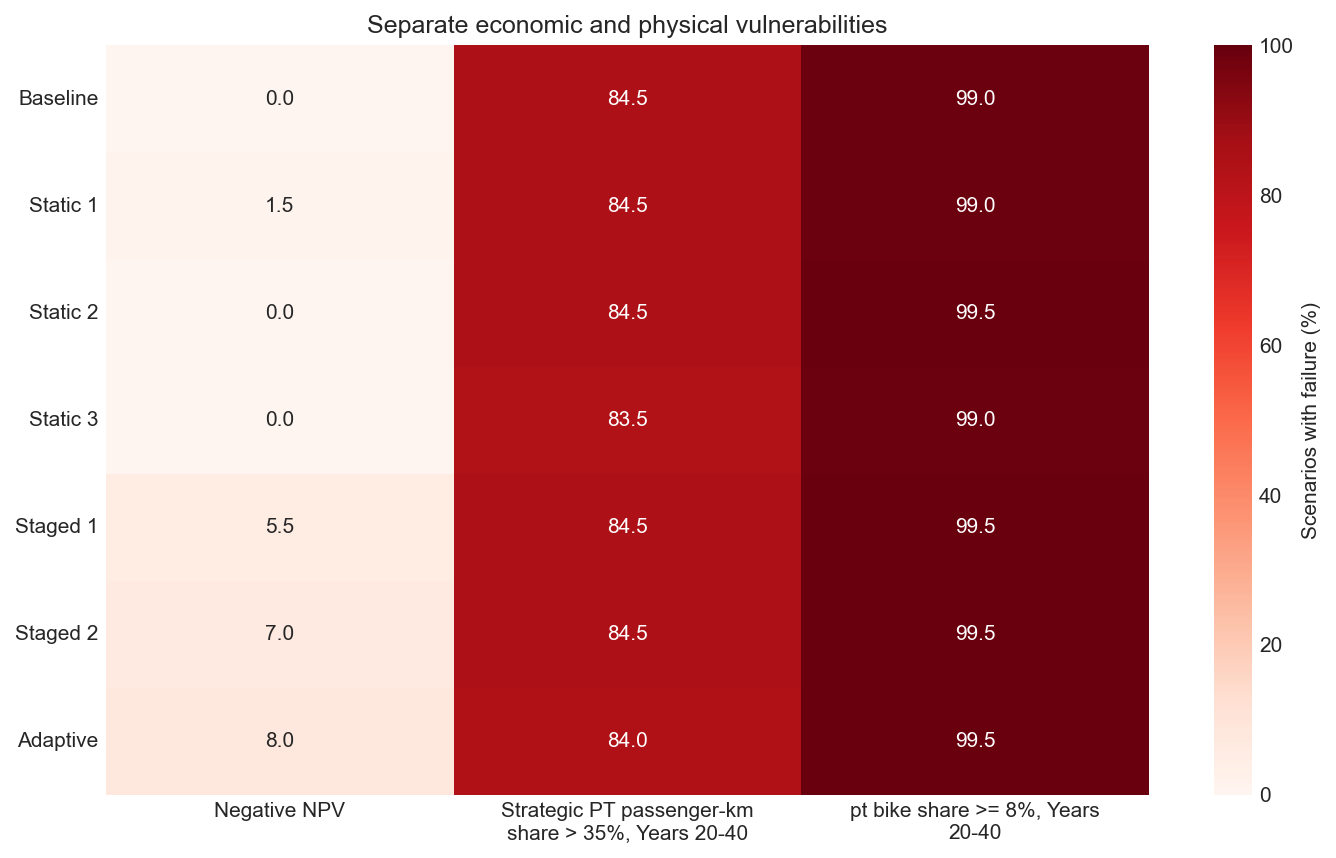 Separate economic and physical vulnerabilities
Baseline 0.0 84.5 99.0
Static 1 1.5 84.5 99.0
Static 2 0.0 84.5 99.5
Static 3 0.0 83.5 99.0
Staged 1 5.5 84.5 99.5
Staged 2 7.0 84.5 99.5
Adaptive 8.0 84.0 99.5
Negative NPV
Strategic PT passenger-km
share > 35%, Years 20-40
pt bike share >= 8%, Years
20-40
100
80
60
40
20
0
Scenarios with failure (%)